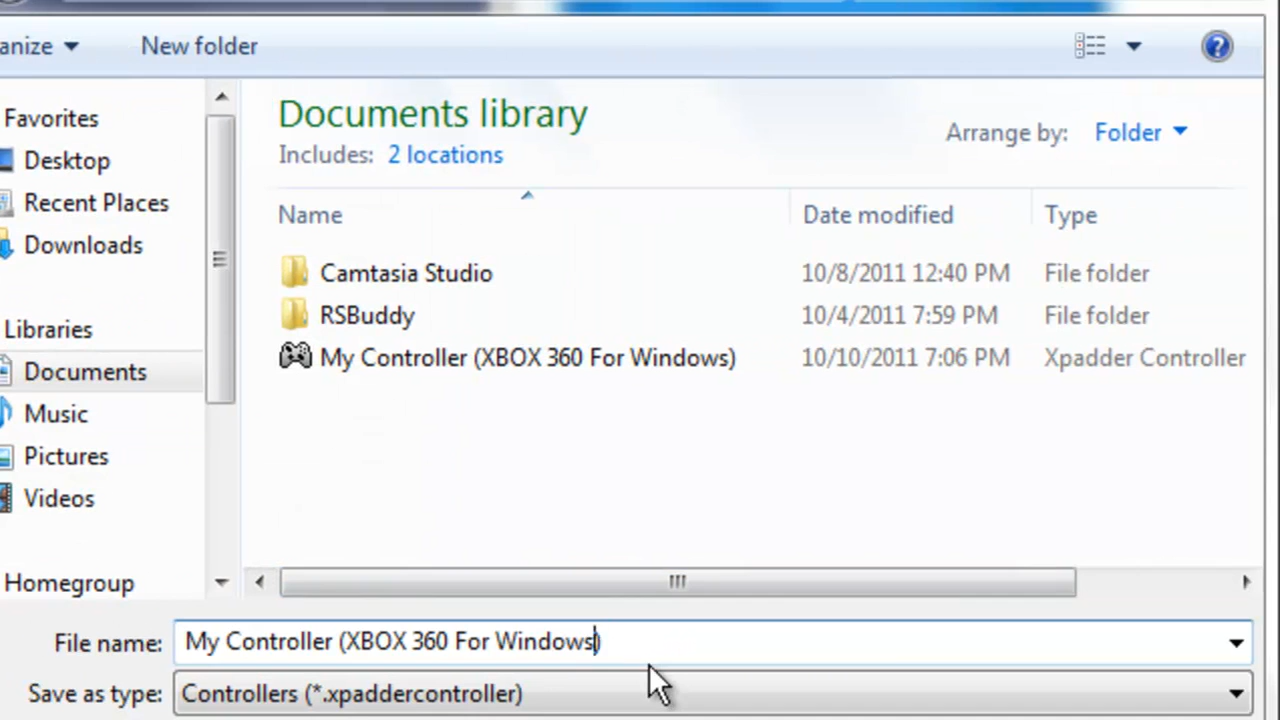 anize New folder
Favorites
Desktop
Recent Places
Downloads
Libraries
Documents
Music
Pictures
Videos
Homegroup
Documents library
Includes: 2 locations
Arrange by: Folder
Name Date modified Type
Camtasia Studio 10/8/2011 12:40 PM File folder
RSBuddy 10/4/2011 7:59 PM File folder
My Controller (XBOX 360 For Windows) 10/10/2011 7:06 PM Xpadder Controller
File name: My Controller (XBOX 360 For Windows)
Save as type: Controllers (*.xpaddercontroller)